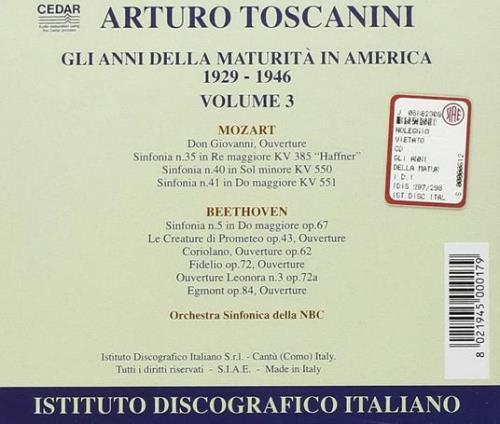 CEDAR
ARTURO TOSCANINI
GLI ANNI DELLA MATURITÀ IN AMERICA
1929 - 1946
VOLUME 3
MOZART
Don Giovanni, Ouverture
Sinfonia n.35 in Re maggiore KV 385 “Haffner”
Sinfonia n.40 in Sol minore KV 550
Sinfonia n.41 in Do maggiore KV 551
BEETHOVEN
Sinfonia n.5 in Do maggiore op.67
Le Creature di Prometeo op.43, Ouverture
Coriolano, Ouverture op.62
Fidelio op.72, Ouverture
Ouverture Leonora n.3 op.72a
Egmont op.84, Ouverture
Orchestra Sinfonica della NBC
Istituto Discografico Italiano S.r.l. - Cantù (Como) Italy.
Tutti i diritti riservati - S.I.A.E. - Made in Italy
ISTITUTO DISCOGRAFICO ITALIANO
NOLEGGIO
VIETATO
CD
GLI ANNI
DELLA MATUR
I.D.I
IDIS 297/298
IST.DISC ITAL
8 021945 000179